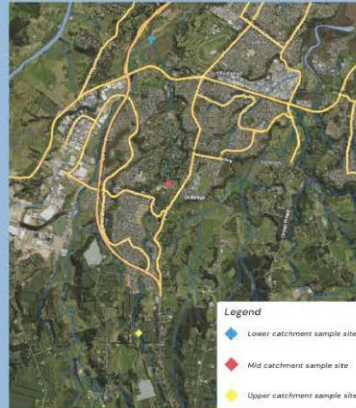 Legend
Lower catchment sample site
Mid catchment sample site
Upper catchment sample site